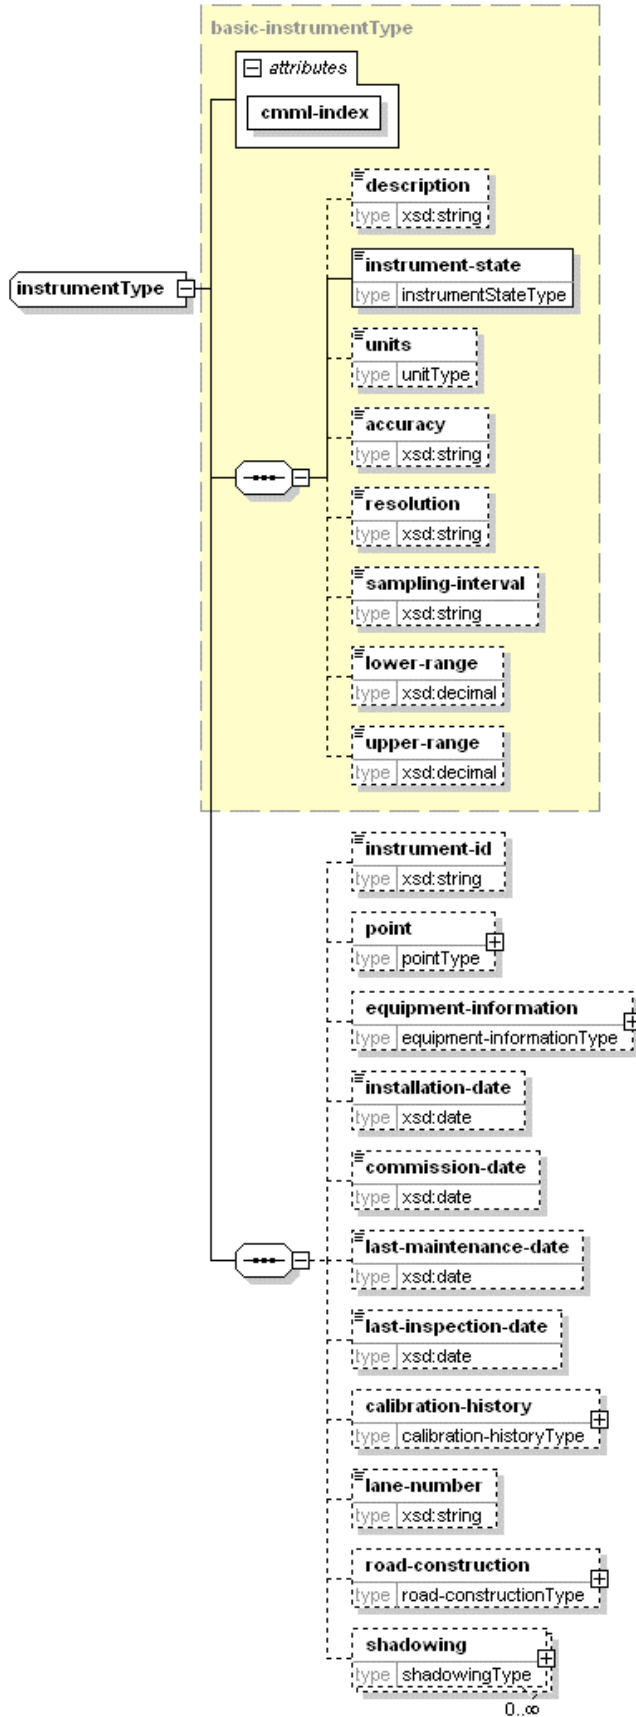 basic-instrumentType
attributes
cmml-index
description
type xsd:string
instrumentType
instrument-state
type instrumentStateType
units
type unitType
accuracy
type xsd:string
resolution
type xsd:string
sampling-interval
type xsd:string
lower-range
type xsd:decimal
upper-range
type xsd:decimal
instrument-id
type xsd:string
point
type pointType
equipment-information
type equipment-informationType
installation-date
type xsd:date
commission-date
type xsd:date
last-maintenance-date
type xsd:date
last-inspection-date
type xsd:date
calibration-history
type calibration-historyType
lane-number
type xsd:string
road-construction
type road-constructionType
shadowing
type shadowingType
0..∞